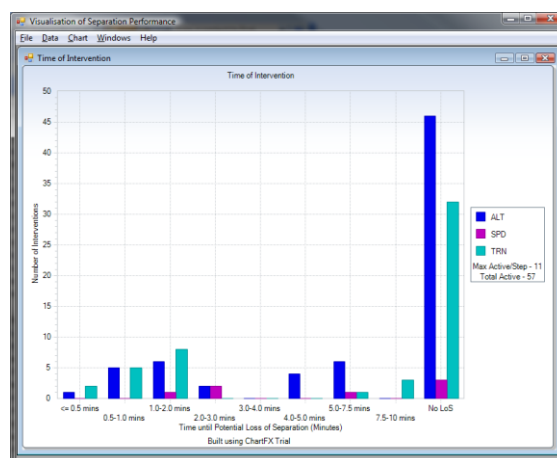 Visualisation of Separation Performance
File Data Chart Windows Help
Time of Intervention
Time of Intervention
50
45
40
35
30
25
20
15
10
5
0
Number of Interventions
<= 0.5 mins
0.5-1.0 mins
1.0-2.0 mins
2.0-3.0 mins
3.0-4.0 mins
4.0-5.0 mins
5.0-7.5 mins
7.5-10 mins
No LoS
Time until Potential Loss of Separation (Minutes)
Built using ChartFX Trial
ALT
SPD
TRN
Max Active/Step - 11
Total Active - 57